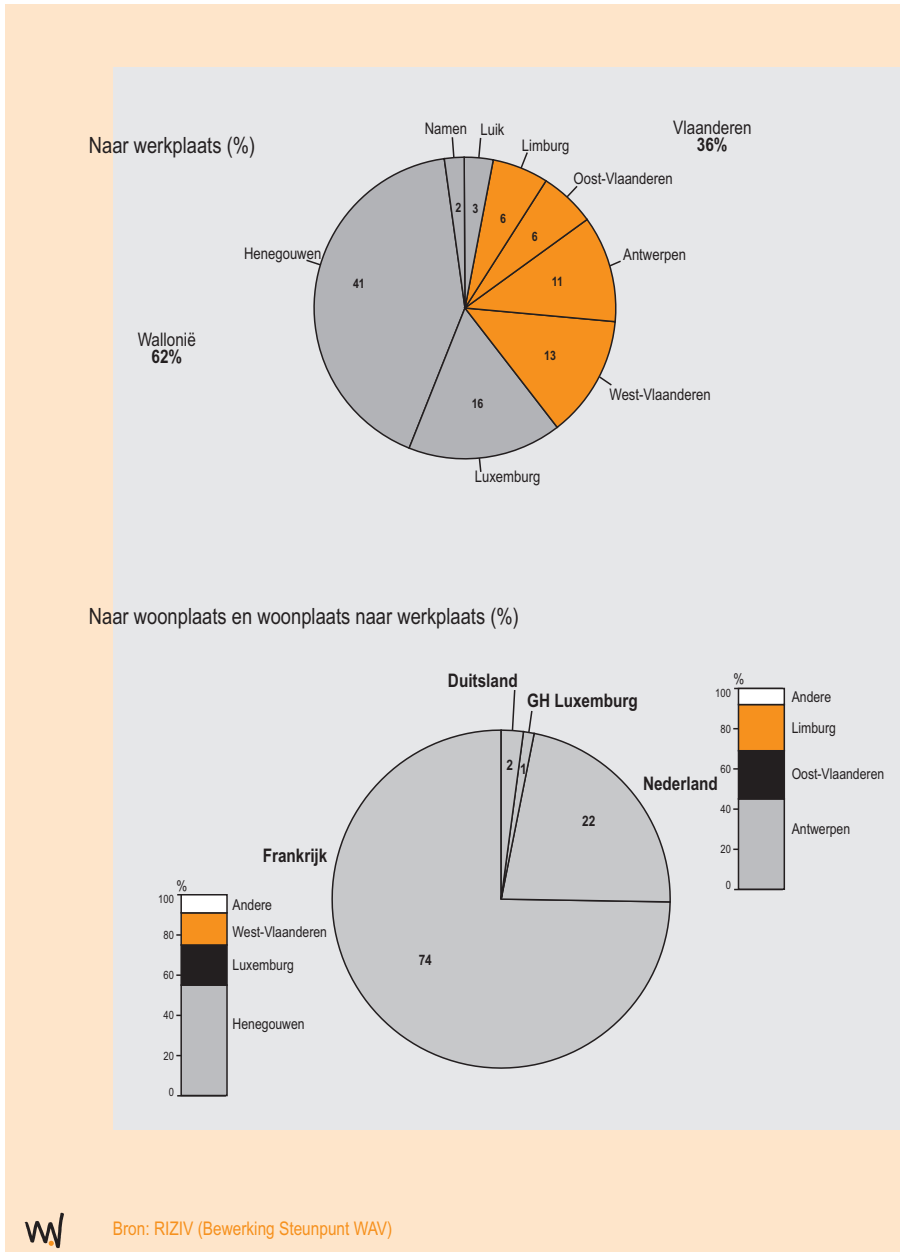 Naar werkplaats (%)
Namen
Luik
Limburg
Vlaanderen
36%
Oost-Vlaanderen
2
3
6
6
Henegouwen
Antwerpen
41
11
Wallonië
62%
13
West-Vlaanderen
16
Luxemburg
Naar woonplaats en woonplaats naar werkplaats (%)
Duitsland
GH Luxemburg
Nederland
Frankrijk
2
1
22
74
%
100
80
60
40
20
0
Andere
Limburg
Oost-Vlaanderen
Antwerpen
%
100
80
60
40
20
0
Andere
West-Vlaanderen
Luxemburg
Henegouwen
Bron: RIZIV (Bewerking Steunpunt WAV)